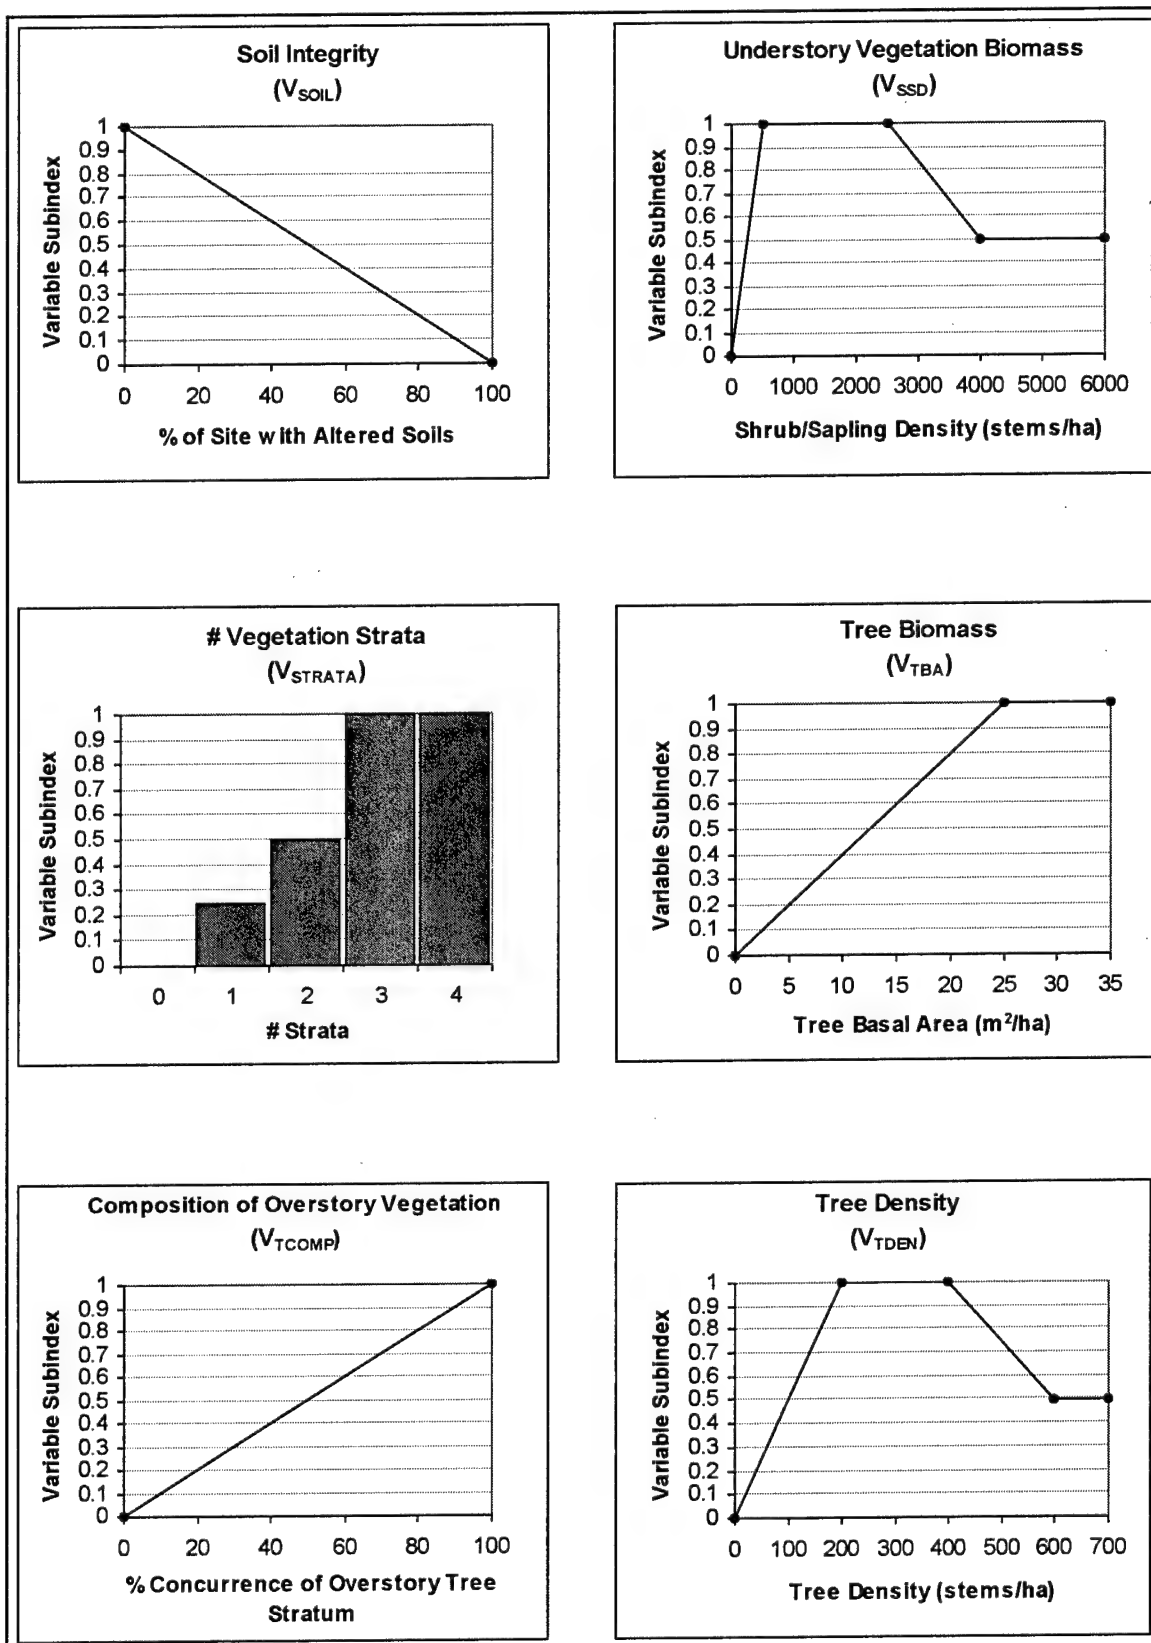 Soil Integrity
(VSOIL)
Variable Subindex
1
0.9
0.8
0.7
0.6
0.5
0.4
0.3
0.2
0.1
0
0 20 40 60 80 100
% of Site with Altered Soils
Understory Vegetation Biomass
(VSSD)
Variable Subindex
1
0.9
0.8
0.7
0.6
0.5
0.4
0.3
0.2
0.1
0
0 1000 2000 3000 4000 5000 6000
Shrub/Sapling Density (stems/ha)
# Vegetation Strata
(VSTRATA)
Variable Subindex
1
0.9
0.8
0.7
0.6
0.5
0.4
0.3
0.2
0.1
0
0 1 2 3 4
# Strata
Tree Biomass
(VTBA)
Variable Subindex
1
0.9
0.8
0.7
0.6
0.5
0.4
0.3
0.2
0.1
0
0 5 10 15 20 25 30 35
Tree Basal Area (m²/ha)
Composition of Overstory Vegetation
(VTCOMP)
Variable Subindex
1
0.9
0.8
0.7
0.6
0.5
0.4
0.3
0.2
0.1
0
0 20 40 60 80 100
% Concurrence of Overstory Tree
Stratum
Tree Density
(VTDEN)
Variable Subindex
1
0.9
0.8
0.7
0.6
0.5
0.4
0.3
0.2
0.1
0
0 100 200 300 400 500 600 700
Tree Density (stems/ha)